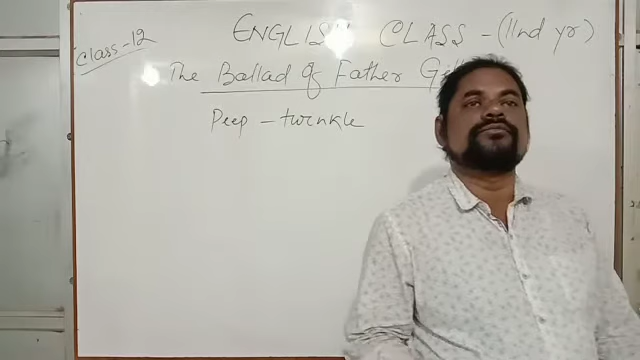 Class-12
ENGLISH CLASS - (IInd yr)
The Ballad of Father
Peep - twinkle